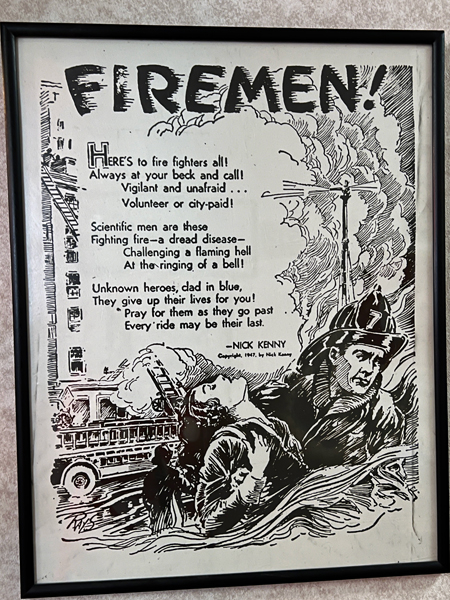 FIREMEN!
HERE'S to fire fighters all!
Always at your beck and call!
Vigilant and unafraid . . .
Volunteer or city-paid!
Scientific men are these
Fighting fire—a dread disease—
Challenging a flaming hell
At the ringing of a bell!
Unknown heroes, clad in blue,
They give up their lives for you!
Pray for them as they go past
Every ride may be their last.
—NICK KENNY
Copyright, 1947, by Nick Kenny
7